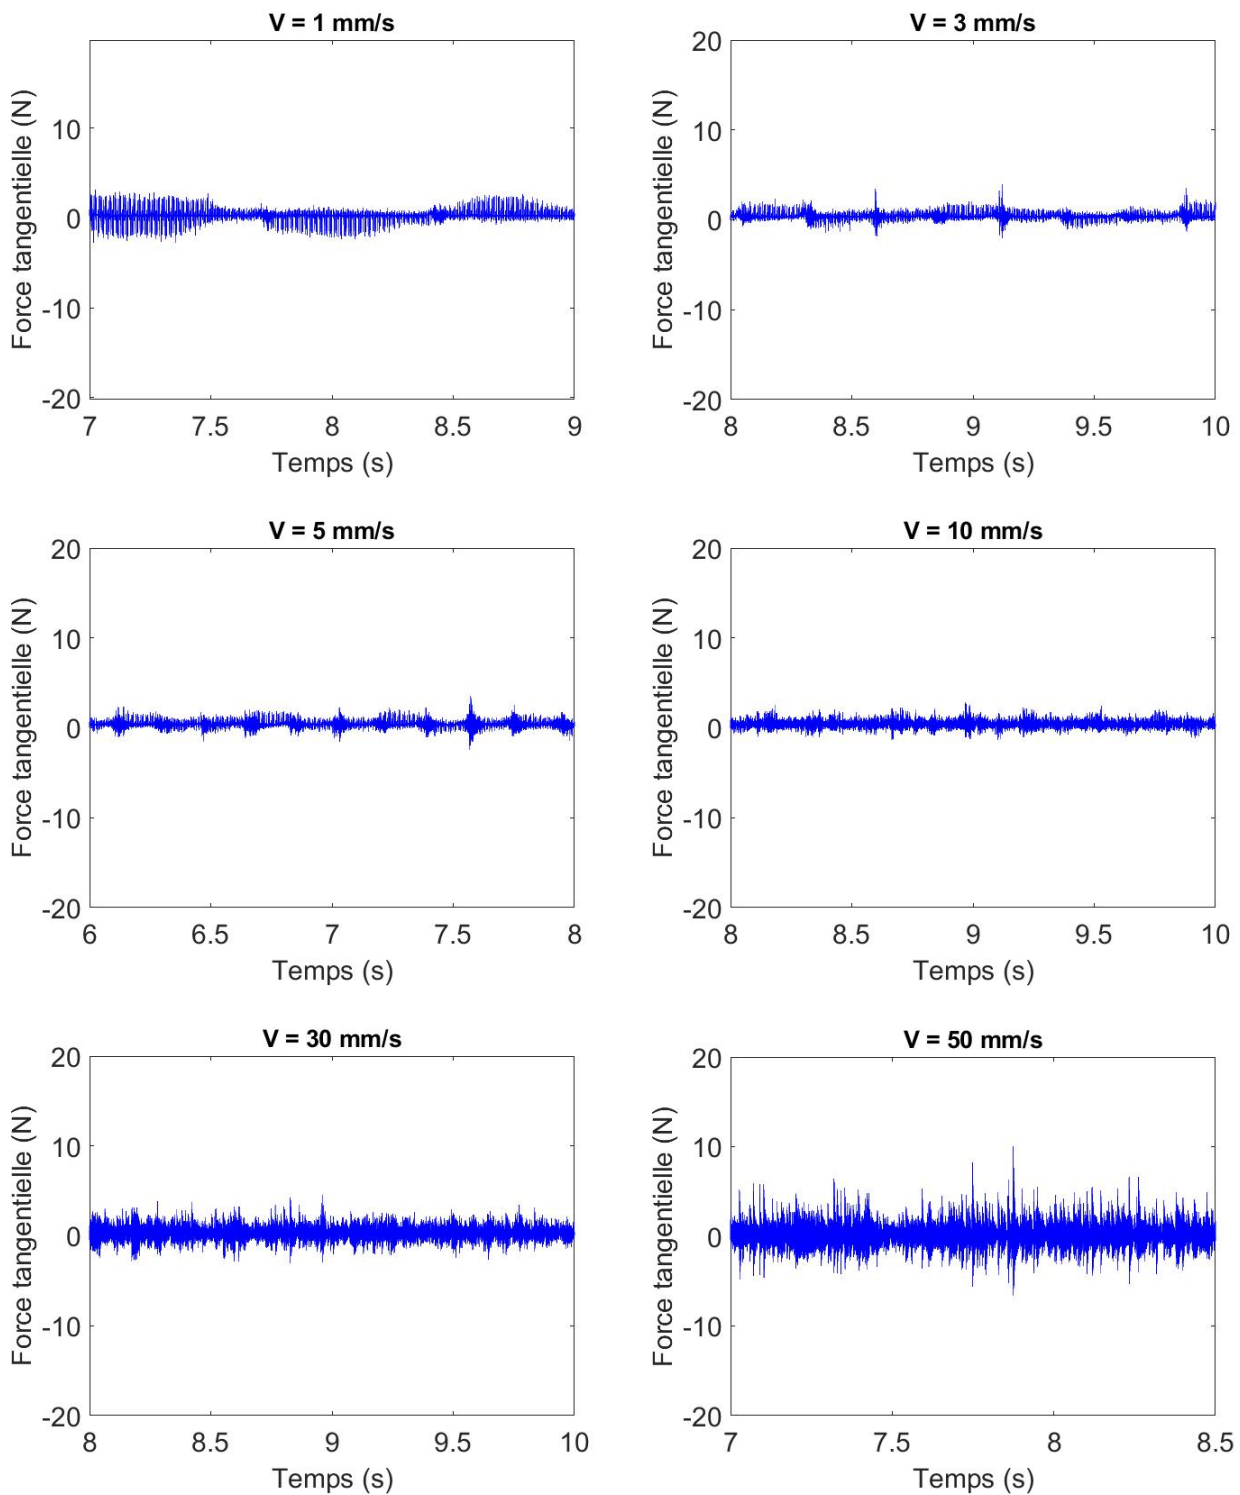 V = 1 mm/s
Force tangentielle (N)
10
0
-10
-20
7 7.5 8 8.5 9
Temps (s)
V = 3 mm/s
Force tangentielle (N)
20
10
0
-10
-20
8 8.5 9 9.5 10
Temps (s)
V = 5 mm/s
Force tangentielle (N)
20
10
0
-10
-20
6 6.5 7 7.5 8
Temps (s)
V = 10 mm/s
Force tangentielle (N)
20
10
0
-10
-20
8 8.5 9 9.5 10
Temps (s)
V = 30 mm/s
Force tangentielle (N)
20
10
0
-10
-20
8 8.5 9 9.5 10
Temps (s)
V = 50 mm/s
Force tangentielle (N)
20
10
0
-10
-20
7 7.5 8 8.5
Temps (s)